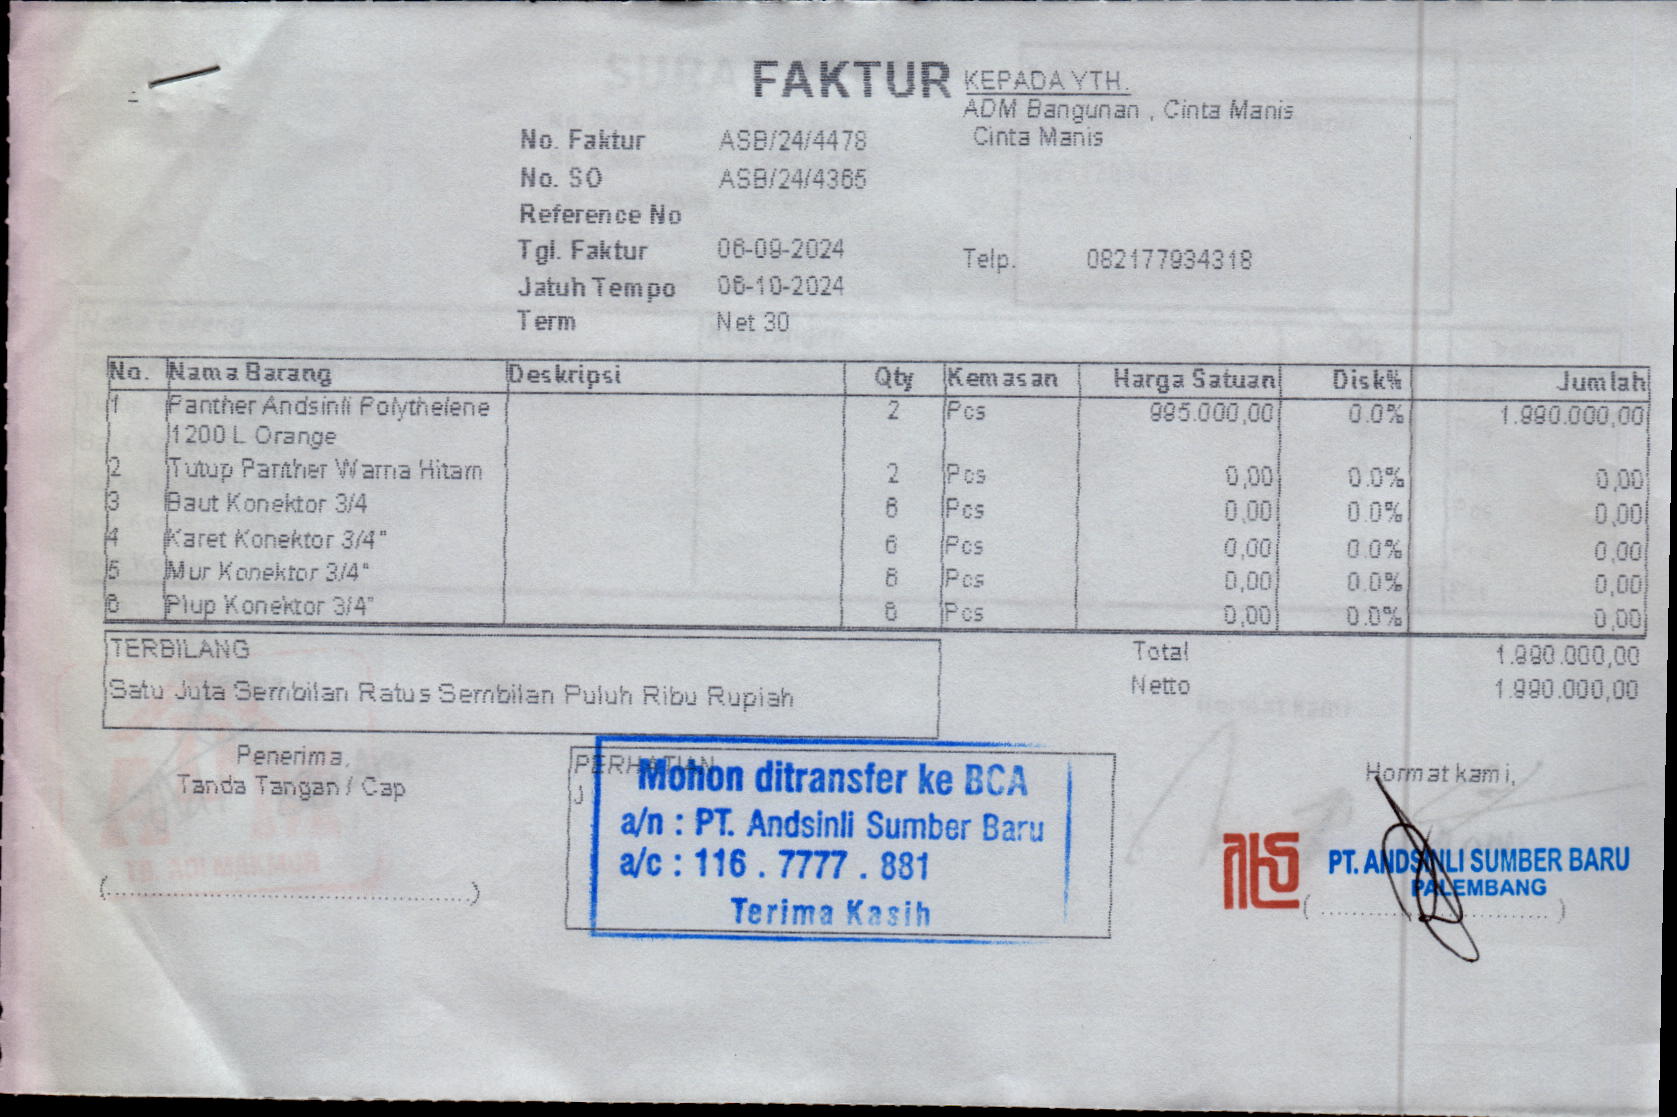 FAKTUR
KEPADA YTH.
ADM Bangunan , Cinta Manis
Cinta Manis
No. Faktur ASB/24/4478
No. SO ASB/24/4365
Reference No
Tgl. Faktur 06-09-2024
Telp. 082177934318
Jatuh Tempo 06-10-2024
Term Net 30
No. Nama Barang Deskripsi Qty Kemasan Harga Satuan Disk% Jumlah
1 Panther Andsinli Polythelene 2 Pcs 995.000,00 0.0% 1.990.000,00
1200 L Orange
2 Tutup Panther Warna Hitam 2 Pcs 0,00 0.0% 0,00
3 Baut Konektor 3/4 6 Pcs 0,00 0.0% 0,00
4 Karet Konektor 3/4" 6 Pcs 0,00 0.0% 0,00
5 Mur Konektor 3/4" 6 Pcs 0,00 0.0% 0,00
6 Plup Konektor 3/4" 6 Pcs 0,00 0.0% 0,00
TERBILANG
Satu Juta Sembilan Ratus Sembilan Puluh Ribu Rupiah
Total 1.990.000,00
Netto 1.990.000,00
Penerima,
Tanda Tangan / Cap
PERHATIAN
Mohon ditransfer ke BCA
a/n : PT. Andsinli Sumber Baru
a/c : 116 . 7777 . 881
Terima Kasih
Hormat kami,
PT. ANDSINLI SUMBER BARU
PALEMBANG